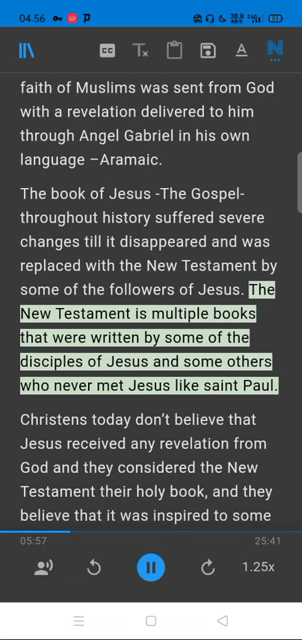 04.56
faith of Muslims was sent from God
with a revelation delivered to him
through Angel Gabriel in his own
language –Aramaic.
The book of Jesus -The Gospel-
throughout history suffered severe
changes till it disappeared and was
replaced with the New Testament by
some of the followers of Jesus. The
New Testament is multiple books
that were written by some of the
disciples of Jesus and some others
who never met Jesus like saint Paul.
Christens today don’t believe that
Jesus received any revelation from
God and they considered the New
Testament their holy book, and they
believe that it was inspired to some
05:57 25:41
1.25x